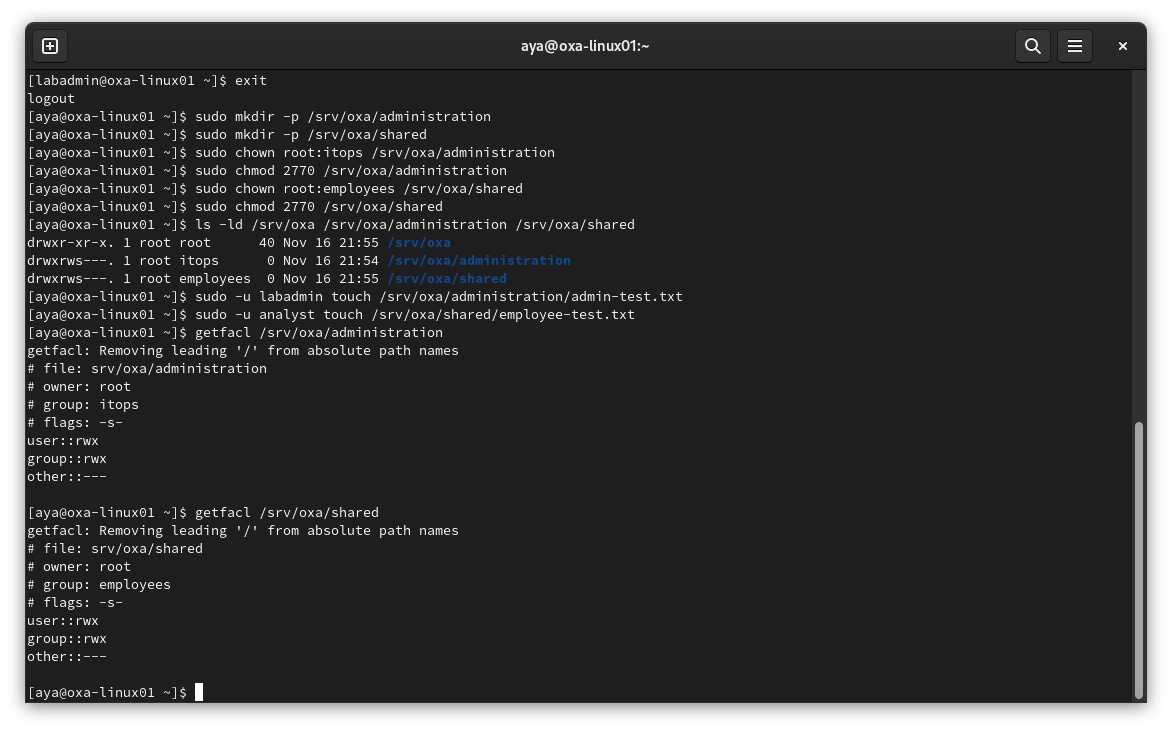 aya@oxa-linux01:~
[labadmin@oxa-linux01 ~]$ exit
logout
[aya@oxa-linux01 ~]$ sudo mkdir -p /srv/oxa/administration
[aya@oxa-linux01 ~]$ sudo mkdir -p /srv/oxa/shared
[aya@oxa-linux01 ~]$ sudo chown root:itops /srv/oxa/administration
[aya@oxa-linux01 ~]$ sudo chmod 2770 /srv/oxa/administration
[aya@oxa-linux01 ~]$ sudo chown root:employees /srv/oxa/shared
[aya@oxa-linux01 ~]$ sudo chmod 2770 /srv/oxa/shared
[aya@oxa-linux01 ~]$ ls -ld /srv/oxa /srv/oxa/administration /srv/oxa/shared
drwxr-xr-x. 1 root root      40 Nov 16 21:55 /srv/oxa
drwxrws---. 1 root itops      0 Nov 16 21:54 /srv/oxa/administration
drwxrws---. 1 root employees  0 Nov 16 21:55 /srv/oxa/shared
[aya@oxa-linux01 ~]$ sudo -u labadmin touch /srv/oxa/administration/admin-test.txt
[aya@oxa-linux01 ~]$ sudo -u analyst touch /srv/oxa/shared/employee-test.txt
[aya@oxa-linux01 ~]$ getfacl /srv/oxa/administration
getfacl: Removing leading '/' from absolute path names
# file: srv/oxa/administration
# owner: root
# group: itops
# flags: -s-
user::rwx
group::rwx
other::---
[aya@oxa-linux01 ~]$ getfacl /srv/oxa/shared
getfacl: Removing leading '/' from absolute path names
# file: srv/oxa/shared
# owner: root
# group: employees
# flags: -s-
user::rwx
group::rwx
other::---
[aya@oxa-linux01 ~]$